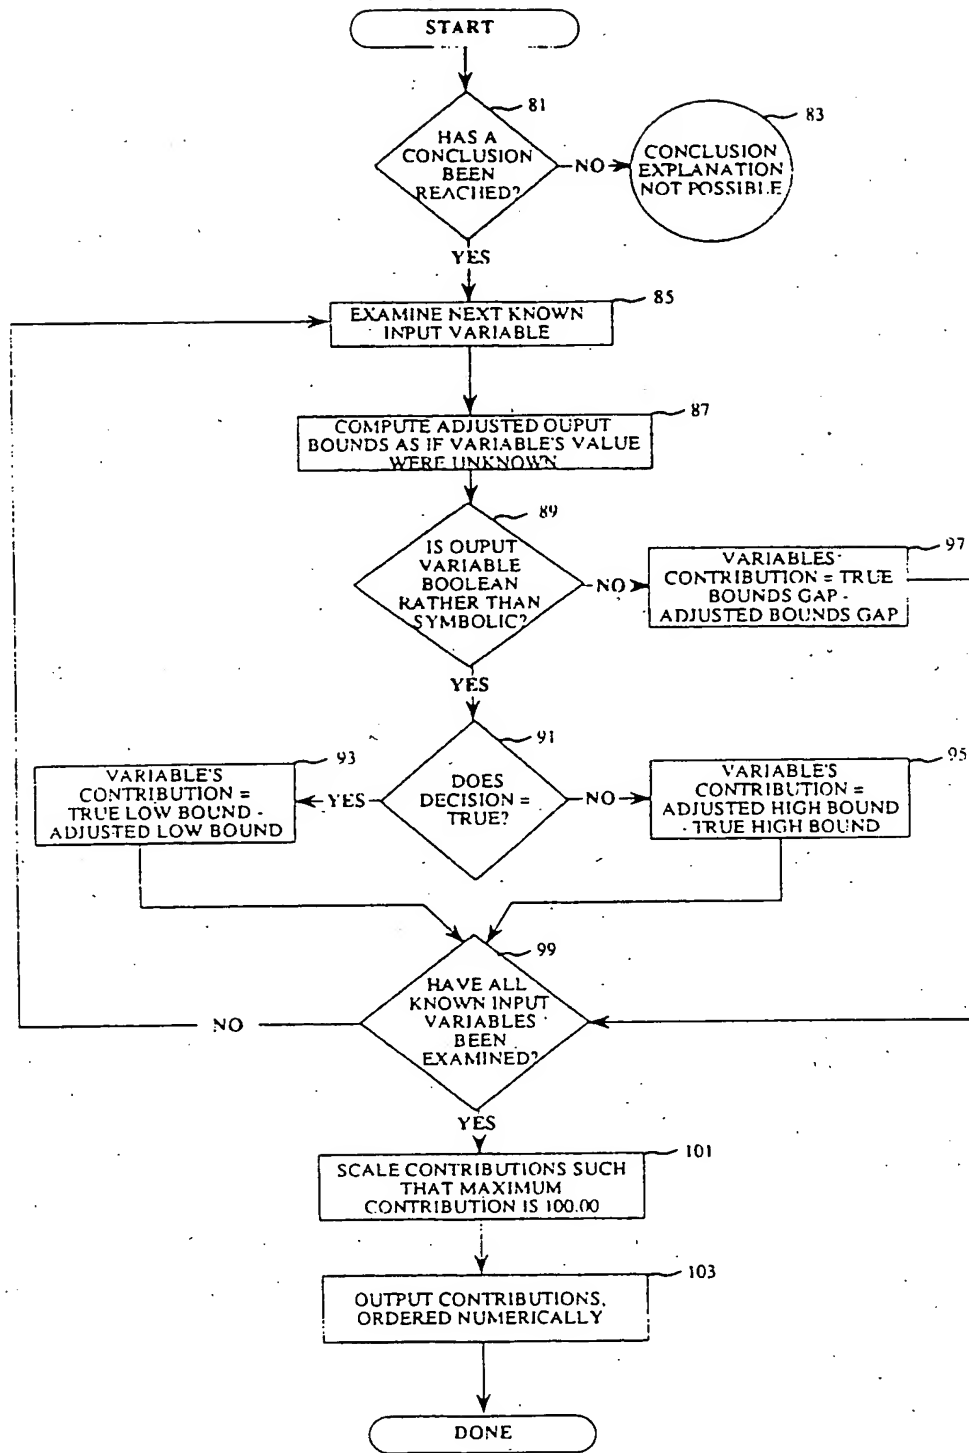 START
81
HAS A
CONCLUSION
BEEN
REACHED?
NO
83
CONCLUSION
EXPLANATION
NOT POSSIBLE
YES
85
EXAMINE NEXT KNOWN
INPUT VARIABLE
87
COMPUTE ADJUSTED OUPUT
BOUNDS AS IF VARIABLE'S VALUE
WERE UNKNOWN
89
IS OUPUT
VARIABLE
BOOLEAN
RATHER THAN
SYMBOLIC?
NO
97
VARIABLES
CONTRIBUTION = TRUE
BOUNDS GAP -
ADJUSTED BOUNDS GAP
YES
91
DOES
DECISION =
TRUE?
YES
93
VARIABLE'S
CONTRIBUTION =
TRUE LOW BOUND -
ADJUSTED LOW BOUND
NO
95
VARIABLE'S
CONTRIBUTION =
ADJUSTED HIGH BOUND
- TRUE HIGH BOUND
99
HAVE ALL
KNOWN INPUT
VARIABLES
BEEN
EXAMINED?
NO
YES
101
SCALE CONTRIBUTIONS SUCH
THAT MAXIMUM
CONTRIBUTION IS 100.00
103
OUTPUT CONTRIBUTIONS,
ORDERED NUMERICALLY
DONE